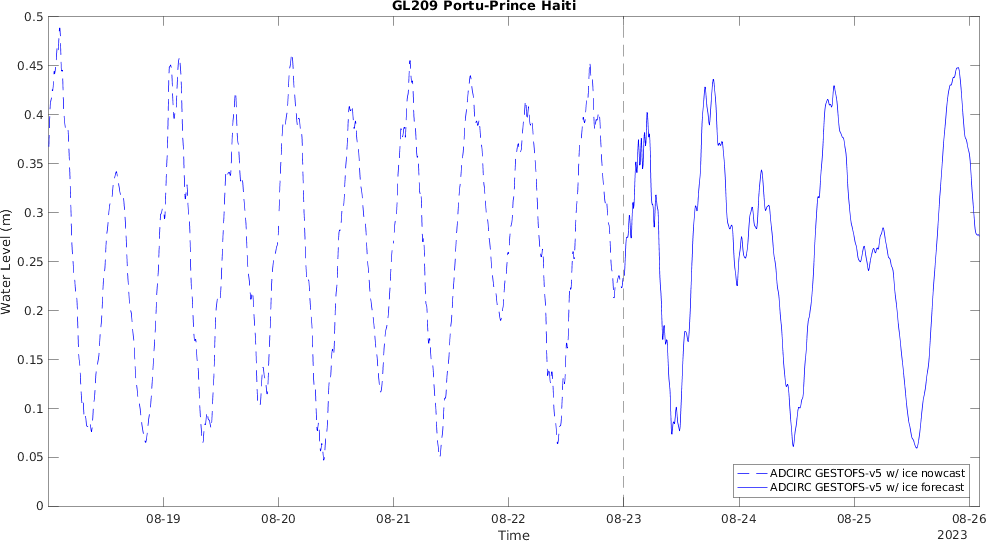 GL209 Portu-Prince Haiti
Water Level (m)
0.5
0.45
0.4
0.35
0.3
0.25
0.2
0.15
0.1
0.05
0
ADCIRC GESTOFS-v5 w/ ice nowcast
ADCIRC GESTOFS-v5 w/ ice forecast
08-19 08-20 08-21 08-22 08-23 08-24 08-25 08-26
Time
2023